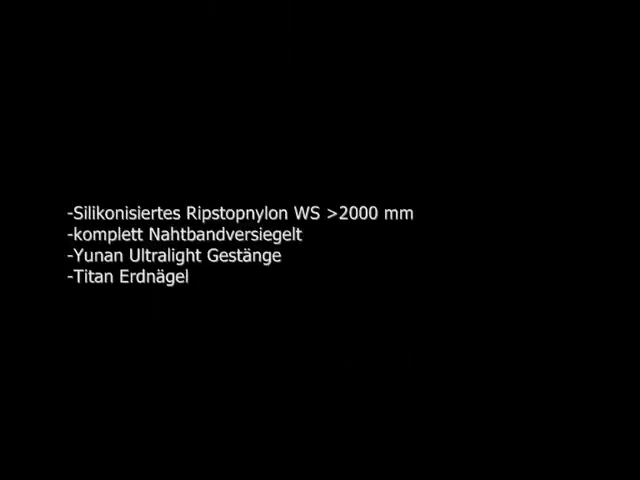 -Silikonisiertes Ripstopnylon WS >2000 mm
-komplett Nahtbandversiegelt
-Yunan Ultralight Gestänge
-Titan Erdnägel